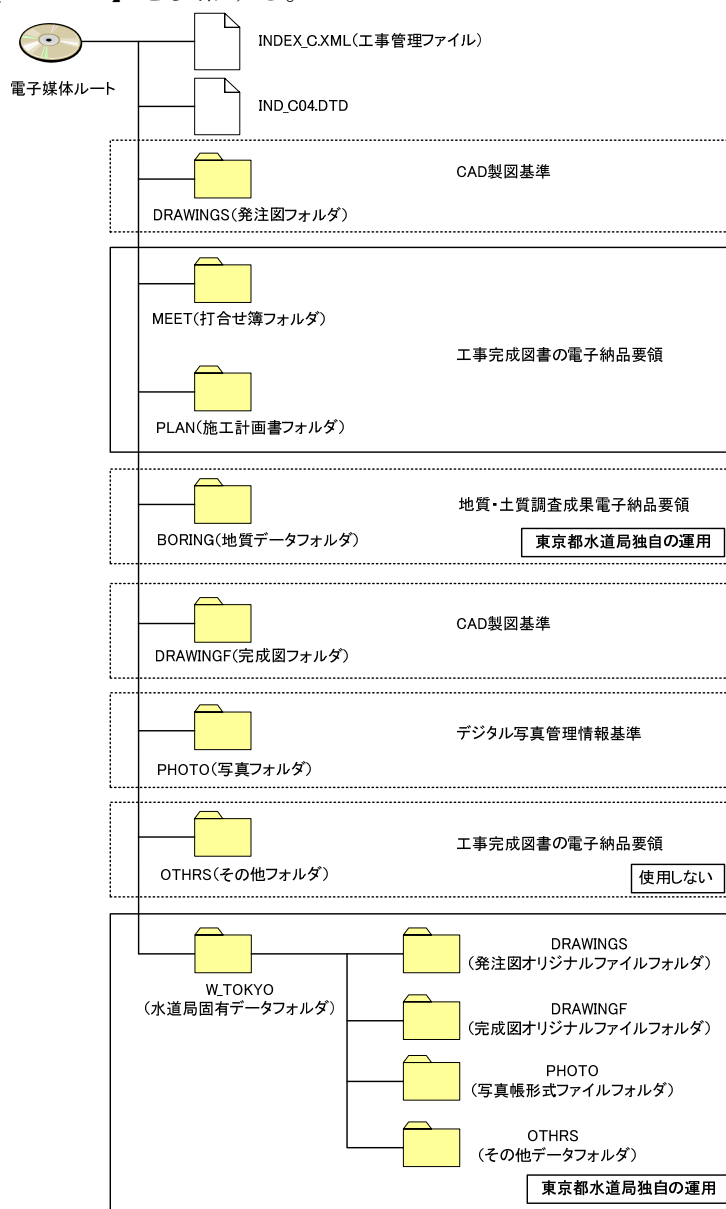 INDEX_C.XML(工事管理ファイル)
電子媒体ルート
IND_C04.DTD
CAD製図基準
DRAWINGS(発注図フォルダ)
MEET(打合せ簿フォルダ)
工事完成図書の電子納品要領
PLAN(施工計画書フォルダ)
地質・土質調査成果電子納品要領
BORING(地質データフォルダ)
東京都水道局独自の運用
CAD製図基準
DRAWINGF(完成図フォルダ)
デジタル写真管理情報基準
PHOTO(写真フォルダ)
工事完成図書の電子納品要領
OTHRS(その他フォルダ)
使用しない
W_TOKYO
(水道局固有データフォルダ)
DRAWINGS
(発注図オリジナルファイルフォルダ)
DRAWINGF
(完成図オリジナルファイルフォルダ)
PHOTO
(写真帳形式ファイルフォルダ)
OTHRS
(その他データフォルダ)
東京都水道局独自の運用